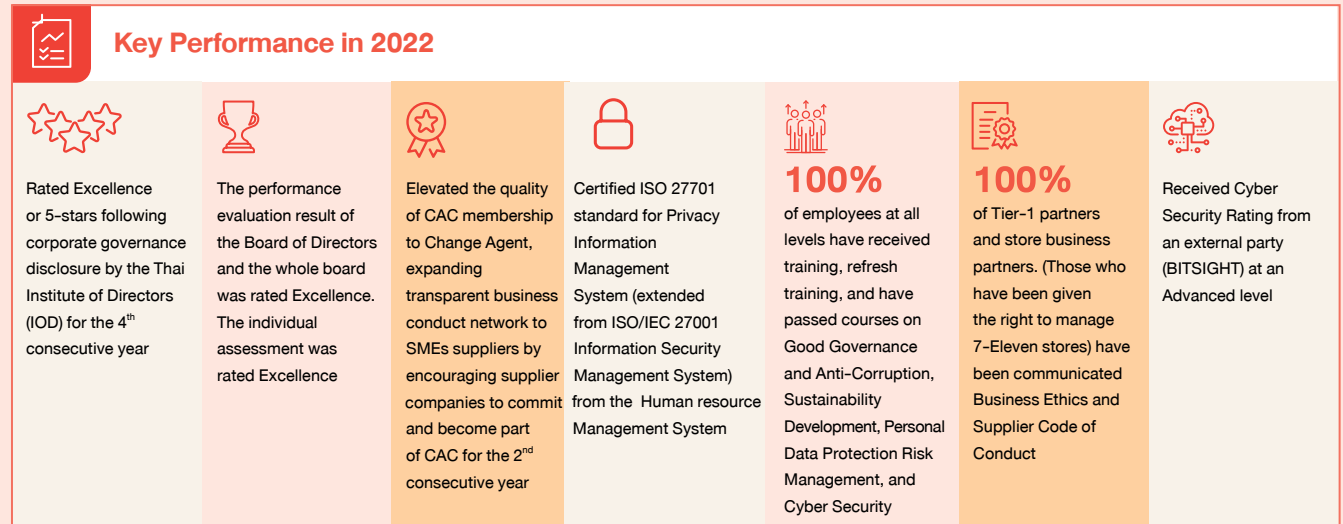 Key Performance in 2022
Rated Excellence
or 5-stars following
corporate governance
disclosure by the Thai
Institute of Directors
(IOD) for the 4th
consecutive year
The performance
evaluation result of
the Board of Directors
and the whole board
was rated Excellence.
The individual
assessment was
rated Excellence
Elevated the quality
of CAC membership
to Change Agent,
expanding
transparent business
conduct network to
SMEs suppliers by
encouraging supplier
companies to commit
and become part
of CAC for the 2nd
consecutive year
Certified ISO 27701
standard for Privacy
Information
Management
System (extended
from ISO/IEC 27001
Information Security
Management System)
from the Human resource
Management System
100%
of employees at all
levels have received
training, refresh
training, and have
passed courses on
Good Governance
and Anti-Corruption,
Sustainability
Development, Personal
Data Protection Risk
Management, and
Cyber Security
100%
of Tier-1 partners
and store business
partners. (Those who
have been given
the right to manage
7-Eleven stores) have
been communicated
Business Ethics and
Supplier Code of
Conduct
Received Cyber
Security Rating from
an external party
(BITSIGHT) at an
Advanced level